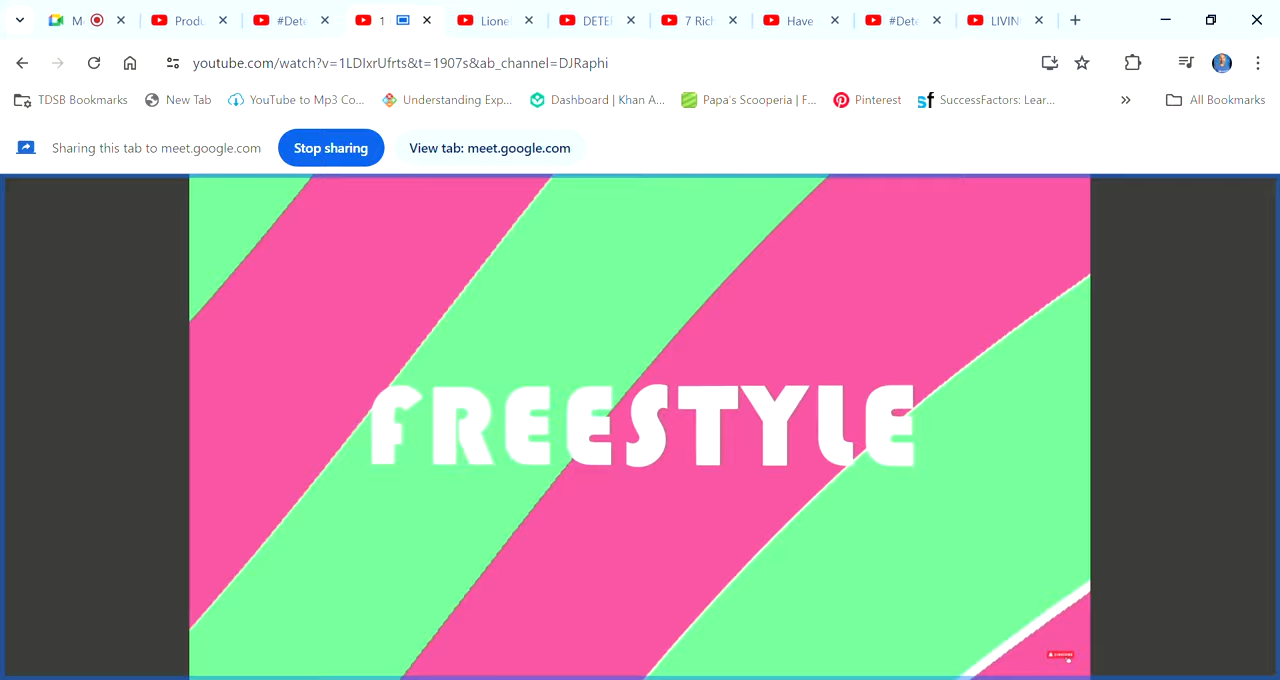 M
Produ
#Dete
1
Lione
DETE
7 Rich
Have
#Dete
LIVIN
youtube.com/watch?v=1LDIxrUfrts&t=1907s&ab_channel=DJRaphi
TDSB Bookmarks
New Tab
YouTube to Mp3 Co...
Understanding Exp...
Dashboard | Khan A...
Papa's Scooperia | F...
Pinterest
sf SuccessFactors: Lear...
All Bookmarks
Sharing this tab to meet.google.com
Stop sharing
View tab: meet.google.com
FREESTYLE